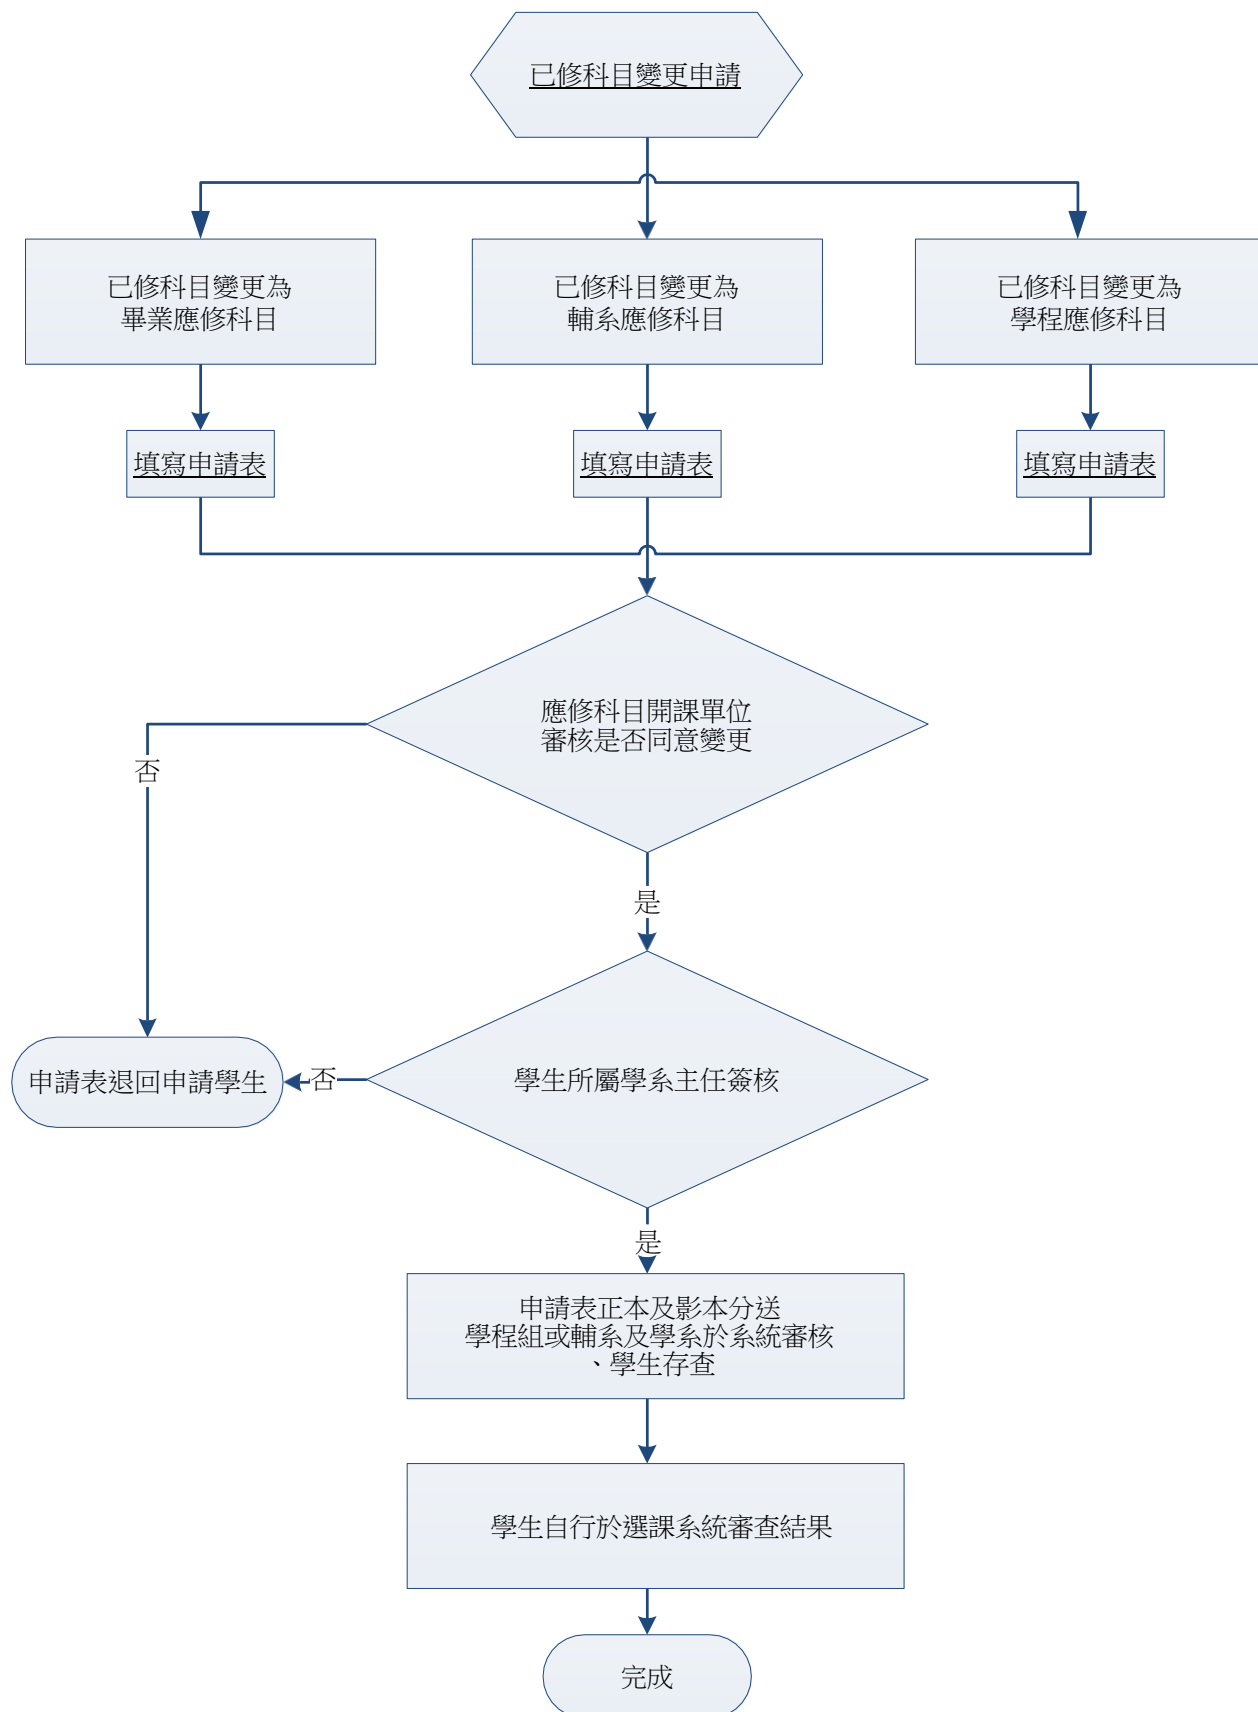 已修科目變更申請
已修科目變更為
畢業應修科目
已修科目變更為
輔系應修科目
已修科目變更為
學程應修科目
填寫申請表
填寫申請表
填寫申請表
應修科目開課單位
審核是否同意變更
否
是
學生所屬學系主任簽核
否
申請表退回申請學生
是
申請表正本及影本分送
學程組或輔系及學系於系統審核
、學生存查
學生自行於選課系統審查結果
完成